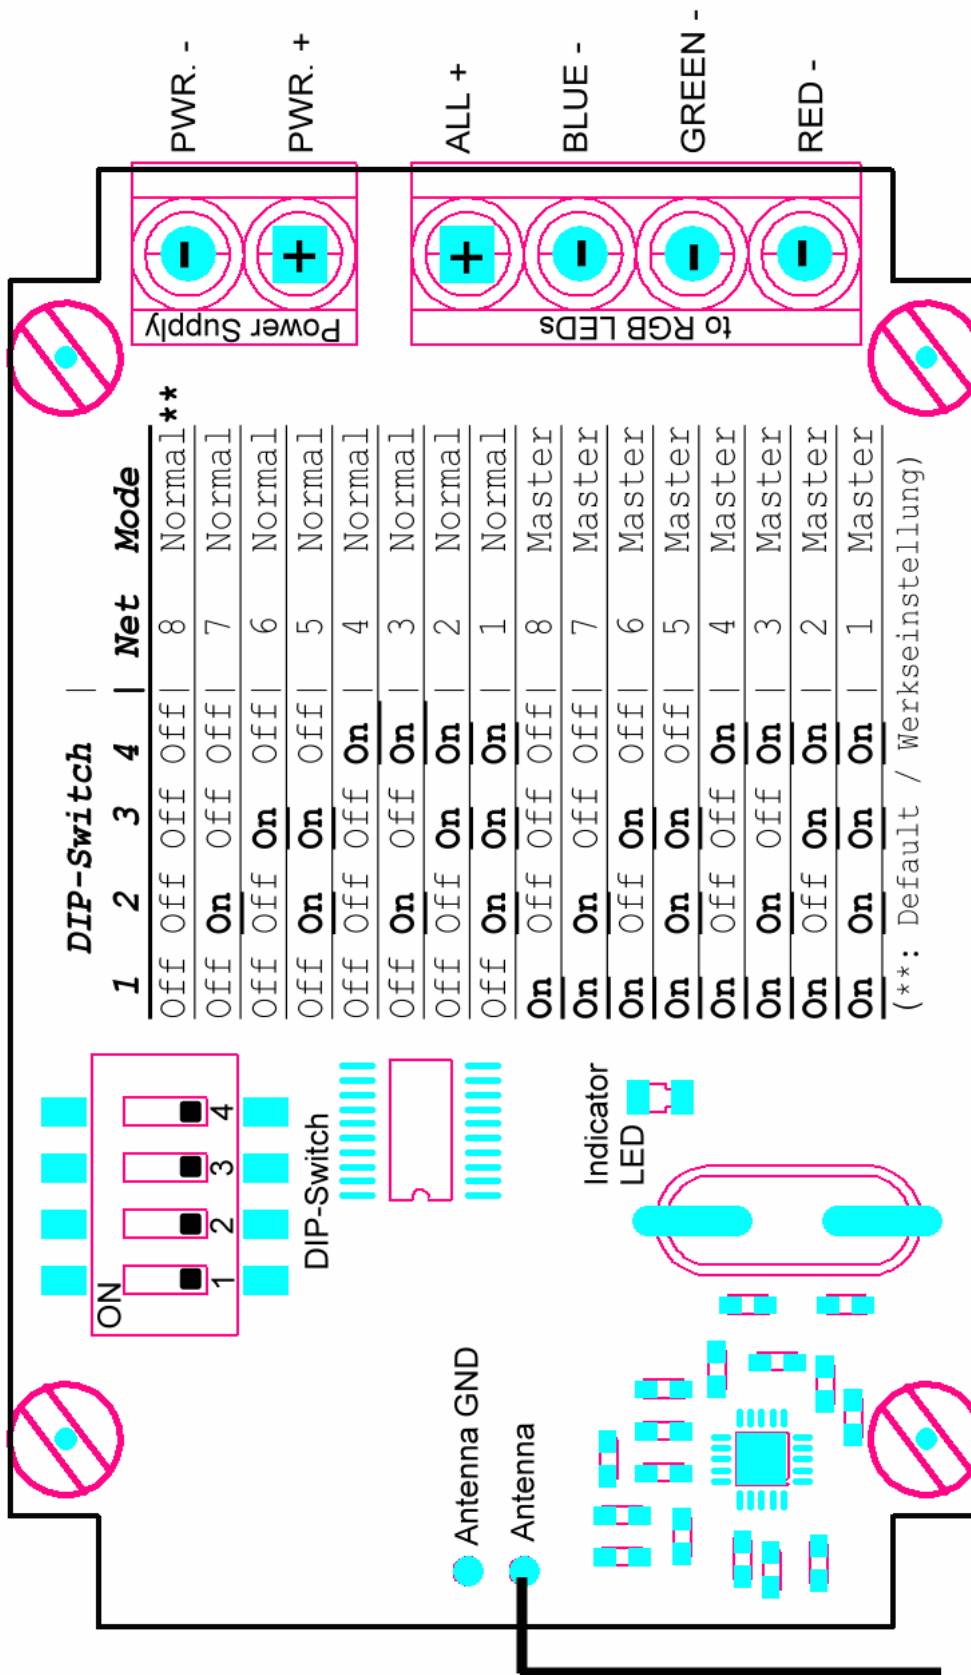 PWR. -
PWR. +
ALL +
BLUE -
GREEN -
RED -
- + + - - -
Power Supply
to RGB LEDs
DIP-Switch |
1 2 3 4 | Net Mode
Off Off Off Off| 8 Normal**
Off On Off Off| 7 Normal
Off Off On Off| 6 Normal
Off On On Off| 5 Normal
Off Off Off On | 4 Normal
Off On Off On | 3 Normal
Off Off On On | 2 Normal
Off On On On | 1 Normal
On Off Off Off| 8 Master
On On Off Off| 7 Master
On Off On Off| 6 Master
On On On Off| 5 Master
On Off Off On | 4 Master
On On Off On | 3 Master
On Off On On | 2 Master
On On On On | 1 Master
(**: Default / Werkseinstellung)
ON
1 2 3 4
DIP-Switch
Indicator
LED
Antenna GND
Antenna